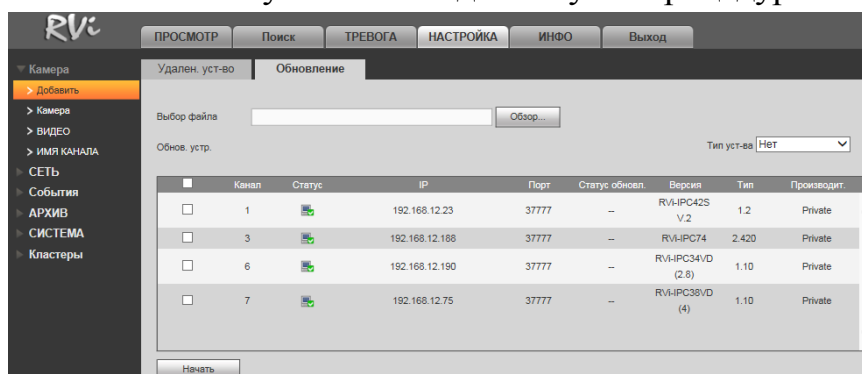 RVi
ПРОСМОТР Поиск ТРЕВОГА НАСТРОЙКА ИНФО Выход
Камера
> Добавить
> Камера
> ВИДЕО
> ИМЯ КАНАЛА
СЕТЬ
События
АРХИВ
СИСТЕМА
Кластеры
Удален. уст-во Обновление
Выбор файла Обзор...
Обнов. устр. Тип уст-ва Нет
Канал Статус IP Порт Статус обновл. Версия Тип Производит.
1 192.168.12.23 37777 -- RVi-IPC42S V.2 1.2 Private
3 192.168.12.188 37777 -- RVi-IPC74 2.420 Private
6 192.168.12.190 37777 -- RVi-IPC34VD (2.8) 1.10 Private
7 192.168.12.75 37777 -- RVi-IPC38VD (4) 1.10 Private
Начать